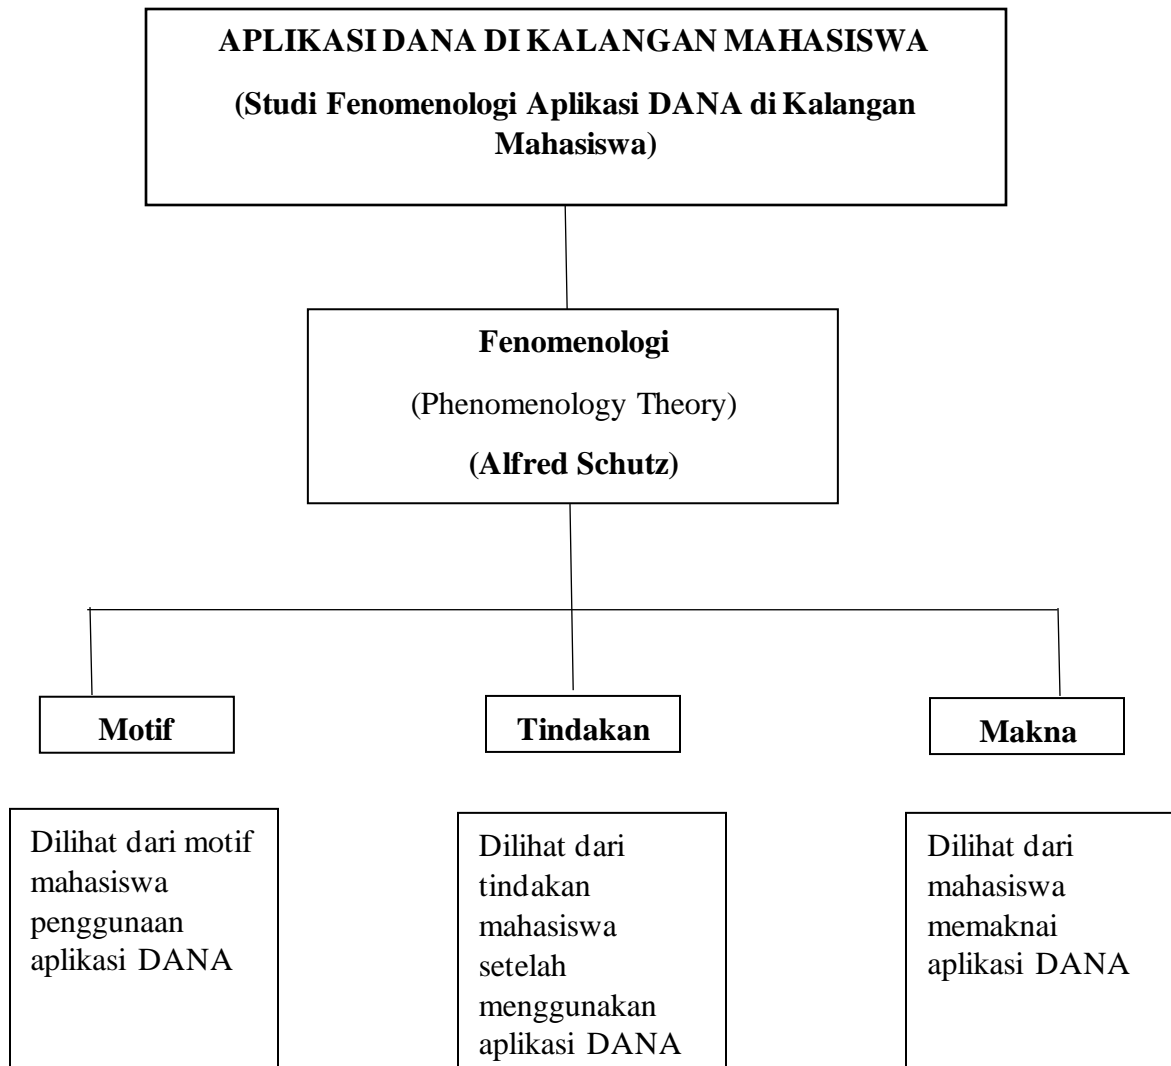 APLIKASI DANA DI KALANGAN MAHASISWA
(Studi Fenomenologi Aplikasi DANA di Kalangan
Mahasiswa)
Fenomenologi
(Phenomenology Theory)
(Alfred Schutz)
Motif
Tindakan
Makna
Dilihat dari motif
mahasiswa
penggunaan
aplikasi DANA
Dilihat dari
tindakan
mahasiswa
setelah
menggunakan
aplikasi DANA
Dilihat dari
mahasiswa
memaknai
aplikasi DANA